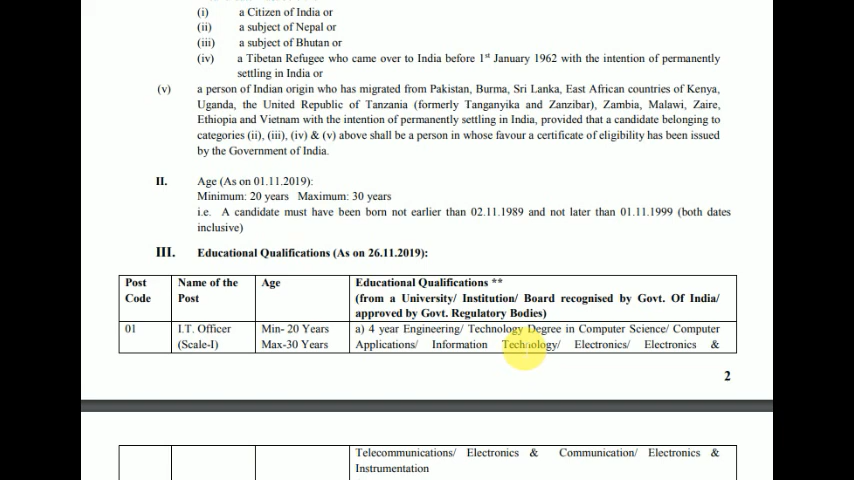 (i) a Citizen of India or
(ii) a subject of Nepal or
(iii) a subject of Bhutan or
(iv) a Tibetan Refugee who came over to India before 1st January 1962 with the intention of permanently
settling in India or
(v) a person of Indian origin who has migrated from Pakistan, Burma, Sri Lanka, East African countries of Kenya,
Uganda, the United Republic of Tanzania (formerly Tanganyika and Zanzibar), Zambia, Malawi, Zaire,
Ethiopia and Vietnam with the intention of permanently settling in India, provided that a candidate belonging to
categories (ii), (iii), (iv) & (v) above shall be a person in whose favour a certificate of eligibility has been issued
by the Government of India.
II. Age (As on 01.11.2019):
Minimum: 20 years Maximum: 30 years
i.e. A candidate must have been born not earlier than 02.11.1989 and not later than 01.11.1999 (both dates
inclusive)
III. Educational Qualifications (As on 26.11.2019):
Post Name of the Age Educational Qualifications **
Code Post (from a University/ Institution/ Board recognised by Govt. Of India/
approved by Govt. Regulatory Bodies)
01 I.T. Officer Min- 20 Years a) 4 year Engineering/ Technology Degree in Computer Science/ Computer
(Scale-I) Max-30 Years Applications/ Information Technology/ Electronics/ Electronics &
2
Telecommunications/ Electronics & Communication/ Electronics &
Instrumentation